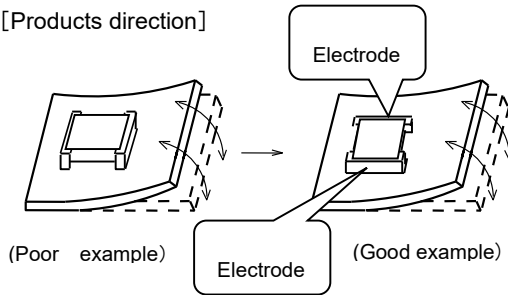 [Products direction]
Electrode
(Poor example)
Electrode
(Good example)